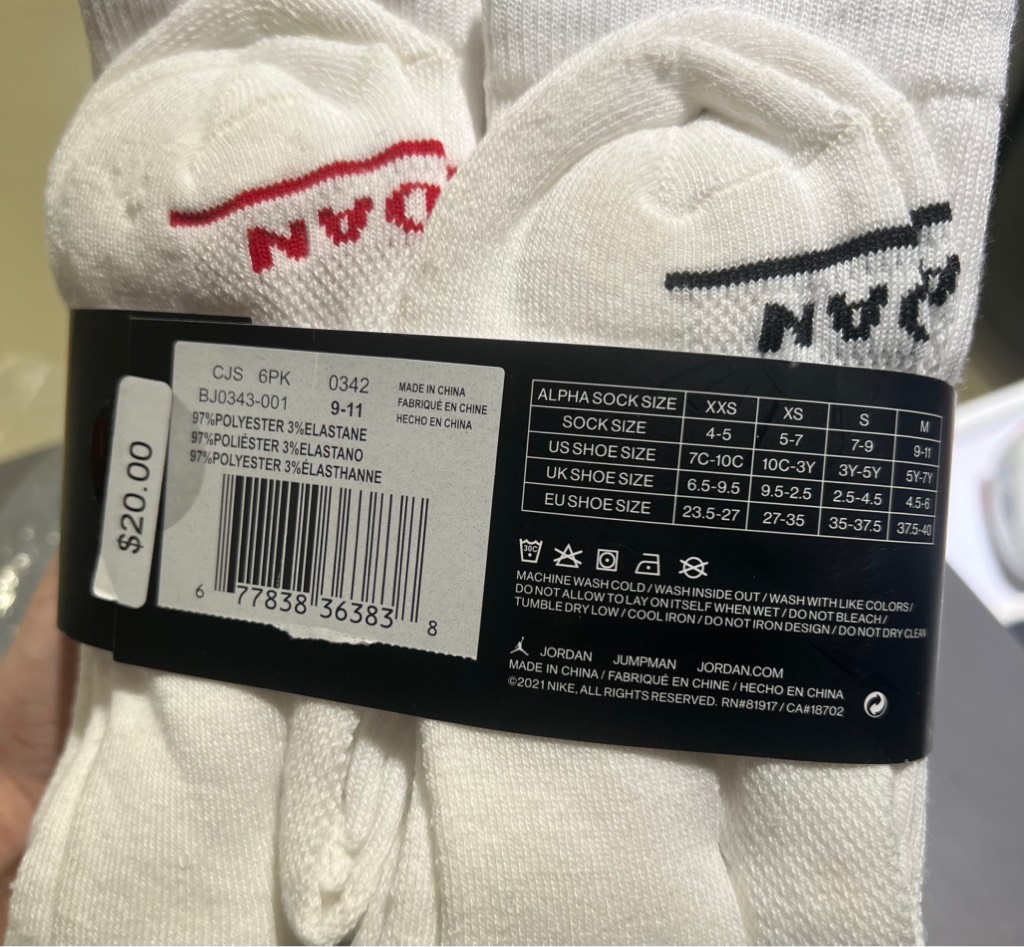 JORDAN
JORDAN
$20.00
CJS 6PK 0342
BJ0343-001 9-11
97%POLYESTER 3%ELASTANE
97%POLIÉSTER 3%ELASTANO
97%POLYESTER 3%ÉLASTHANNE
MADE IN CHINA
FABRIQUÉ EN CHINE
HECHO EN CHINA
6 77838 36383 8
ALPHA SOCK SIZE XXS XS S M
SOCK SIZE 4-5 5-7 7-9 9-11
US SHOE SIZE 7C-10C 10C-3Y 3Y-5Y 5Y-7Y
UK SHOE SIZE 6.5-9.5 9.5-2.5 2.5-4.5 4.5-6
EU SHOE SIZE 23.5-27 27-35 35-37.5 37.5-40
30C
MACHINE WASH COLD / WASH INSIDE OUT / WASH WITH LIKE COLORS /
DO NOT ALLOW TO LAY ON ITSELF WHEN WET / DO NOT BLEACH /
TUMBLE DRY LOW / COOL IRON / DO NOT IRON DESIGN / DO NOT DRY CLEAN
JORDAN JUMPMAN JORDAN.COM
MADE IN CHINA / FABRIQUÉ EN CHINE / HECHO EN CHINA
©2021 NIKE, ALL RIGHTS RESERVED. RN#81917 / CA#18702